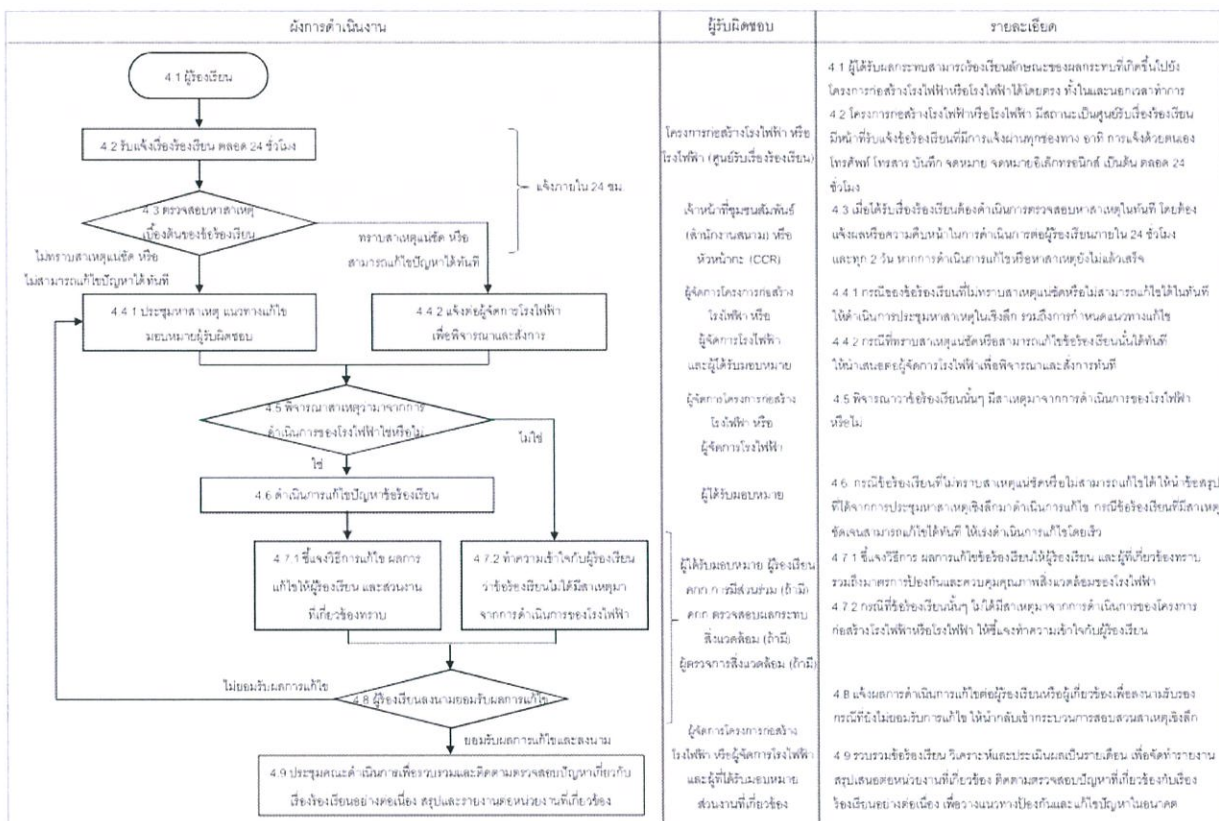 ผังการดำเนินงาน
ผู้รับผิดชอบ
รายละเอียด
4.1 ผู้ร้องเรียน
4.2 รับแจ้งเรื่องร้องเรียน ตลอด 24 ชั่วโมง
แจ้งภายใน 24 ชม.
4.3 ตรวจสอบหาสาเหตุ
เบื้องต้นของข้อร้องเรียน
ไม่ทราบสาเหตุแน่ชัด หรือ
ไม่สามารถแก้ไขปัญหาได้ทันที
ทราบสาเหตุแน่ชัด หรือ
สามารถแก้ไขปัญหาได้ทันที
4.4.1 ประชุมหาสาเหตุ แนวทางแก้ไข
มอบหมายผู้รับผิดชอบ
4.4.2 แจ้งต่อผู้จัดการโรงไฟฟ้า
เพื่อพิจารณาและสั่งการ
4.5 พิจารณาสาเหตุว่ามาจากการ
ดำเนินการของโรงไฟฟ้าใช่หรือไม่
ไม่ใช่
ใช่
4.6 ดำเนินการแก้ไขปัญหาข้อร้องเรียน
4.7.1 ชี้แจงวิธีการแก้ไข ผลการ
แก้ไขให้ผู้ร้องเรียน และส่วนงาน
ที่เกี่ยวข้องทราบ
4.7.2 ทำความเข้าใจกับผู้ร้องเรียน
ว่าข้อร้องเรียนไม่ได้มีสาเหตุมา
จากการดำเนินการของโรงไฟฟ้า
ไม่ยอมรับผลการแก้ไข
4.8 ผู้ร้องเรียนลงนามยอมรับผลการแก้ไข
ยอมรับผลการแก้ไขและลงนาม
4.9 ประชุมคณะดำเนินการเพื่อรวบรวมและติดตามตรวจสอบปัญหาเกี่ยวกับ
เรื่องร้องเรียนอย่างต่อเนื่อง สรุปและรายงานต่อหน่วยงานที่เกี่ยวข้อง
โครงการก่อสร้างโรงไฟฟ้า หรือ
โรงไฟฟ้า (ศูนย์รับเรื่องร้องเรียน)
เจ้าหน้าที่ชุมชนสัมพันธ์
(สำนักงานสนาม) หรือ
หัวหน้ากะ (CCR)
ผู้จัดการโครงการก่อสร้าง
โรงไฟฟ้า หรือ
ผู้จัดการโรงไฟฟ้า
และผู้ได้รับมอบหมาย
ผู้จัดการโครงการก่อสร้าง
โรงไฟฟ้า หรือ
ผู้จัดการโรงไฟฟ้า
ผู้ได้รับมอบหมาย
ผู้ได้รับมอบหมาย ผู้ร้องเรียน
คกก การมีส่วนร่วม (ถ้ามี)
คกก ตรวจสอบผลกระทบ
สิ่งแวดล้อม (ถ้ามี)
ผู้ตรวจการสิ่งแวดล้อม (ถ้ามี)
ผู้จัดการโครงการก่อสร้าง
โรงไฟฟ้า หรือผู้จัดการโรงไฟฟ้า
และผู้ที่ได้รับมอบหมาย
ส่วนงานที่เกี่ยวข้อง
4.1 ผู้ได้รับผลกระทบสามารถร้องเรียนลักษณะของผลกระทบที่เกิดขึ้นไปยัง
โครงการก่อสร้างโรงไฟฟ้าหรือโรงไฟฟ้าได้โดยตรง ทั้งในและนอกเวลาทำการ
4.2 โครงการก่อสร้างโรงไฟฟ้าหรือโรงไฟฟ้า มีสถานะเป็นศูนย์รับเรื่องร้องเรียน
มีหน้าที่รับแจ้งข้อร้องเรียนที่มีการแจ้งผ่านทุกช่องทาง อาทิ การแจ้งด้วยตนเอง
โทรศัพท์ โทรสาร บันทึก จดหมาย จดหมายอิเล็กทรอนิกส์ เป็นต้น ตลอด 24
ชั่วโมง
4.3 เมื่อได้รับเรื่องร้องเรียนต้องดำเนินการตรวจสอบหาสาเหตุในทันที โดยต้อง
แจ้งผลหรือความคืบหน้าในการดำเนินการต่อผู้ร้องเรียนภายใน 24 ชั่วโมง
และทุก 2 วัน หากการดำเนินการแก้ไขหรือหาสาเหตุยังไม่แล้วเสร็จ
4.4.1 กรณีของข้อร้องเรียนที่ไม่ทราบสาเหตุแน่ชัดหรือไม่สามารถแก้ไขได้ในทันที
ให้ดำเนินการประชุมหาสาเหตุในเชิงลึก รวมถึงการกำหนดแนวทางแก้ไข
4.4.2 กรณีที่ทราบสาเหตุแน่ชัดหรือสามารถแก้ไขข้อร้องเรียนนั้นได้ทันที
ให้นำเสนอต่อผู้จัดการโรงไฟฟ้าเพื่อพิจารณาและสั่งการทันที
4.5 พิจารณาว่าข้อร้องเรียนนั้นๆ มีสาเหตุมาจากการดำเนินการของโรงไฟฟ้า
หรือไม่
4.6 กรณีข้อร้องเรียนที่ไม่ทราบสาเหตุแน่ชัดหรือไม่สามารถแก้ไขได้ ให้นำข้อสรุป
ที่ได้จากการประชุมหาสาเหตุเชิงลึกมาดำเนินการแก้ไข กรณีข้อร้องเรียนที่มีสาเหตุ
ชัดเจนสามารถแก้ไขได้ทันที ให้เร่งดำเนินการแก้ไขโดยเร็ว
4.7.1 ชี้แจงวิธีการ ผลการแก้ไขข้อร้องเรียนให้ผู้ร้องเรียน และผู้ที่เกี่ยวข้องทราบ
รวมถึงมาตรการป้องกันและควบคุมคุณภาพสิ่งแวดล้อมของโรงไฟฟ้า
4.7.2 กรณีที่ข้อร้องเรียนนั้นๆ ไม่ได้มีสาเหตุมาจากการดำเนินการของโครงการ
ก่อสร้างโรงไฟฟ้าหรือโรงไฟฟ้า ให้ชี้แจงทำความเข้าใจกับผู้ร้องเรียน
4.8 แจ้งผลการดำเนินการแก้ไขต่อผู้ร้องเรียนหรือผู้เกี่ยวข้องเพื่อลงนามรับรอง
กรณีที่ยังไม่ยอมรับการแก้ไข ให้นำกลับเข้ากระบวนการสอบสวนสาเหตุเชิงลึก
4.9 รวบรวมข้อร้องเรียน วิเคราะห์และประเมินผลเป็นรายเดือน เพื่อจัดทำรายงาน
สรุปเสนอต่อหน่วยงานที่เกี่ยวข้อง ติดตามตรวจสอบปัญหาที่เกี่ยวข้องกับเรื่อง
ร้องเรียนอย่างต่อเนื่อง เพื่อวางแนวทางป้องกันและแก้ไขปัญหาในอนาคต